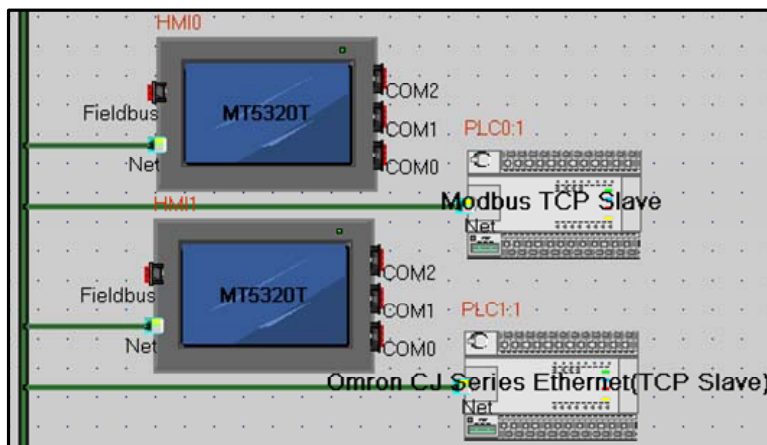 HMI0
MT5320T
Fieldbus
Net
COM2
COM1
COM0
PLC0:1
Modbus TCP Slave
Net
HMI1
MT5320T
Fieldbus
Net
COM2
COM1
COM0
PLC1:1
Omron CJ Series Ethernet(TCP Slave)
Net